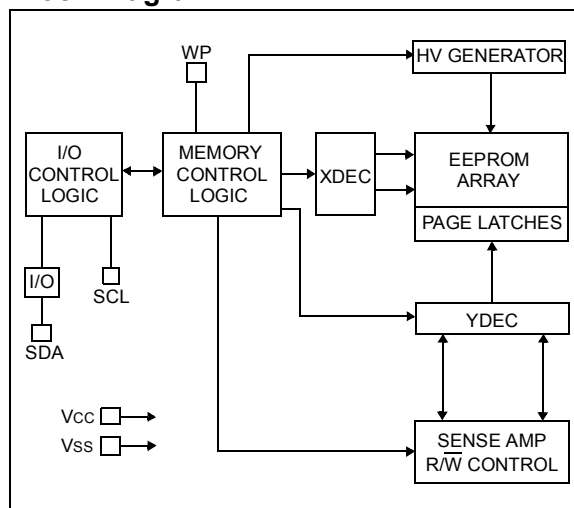 WP
HV GENERATOR
I/O
CONTROL
LOGIC
MEMORY
CONTROL
LOGIC
XDEC
EEPROM
ARRAY
PAGE LATCHES
I/O
SCL
SDA
YDEC
VCC
VSS
SENSE AMP
R/W̅ CONTROL